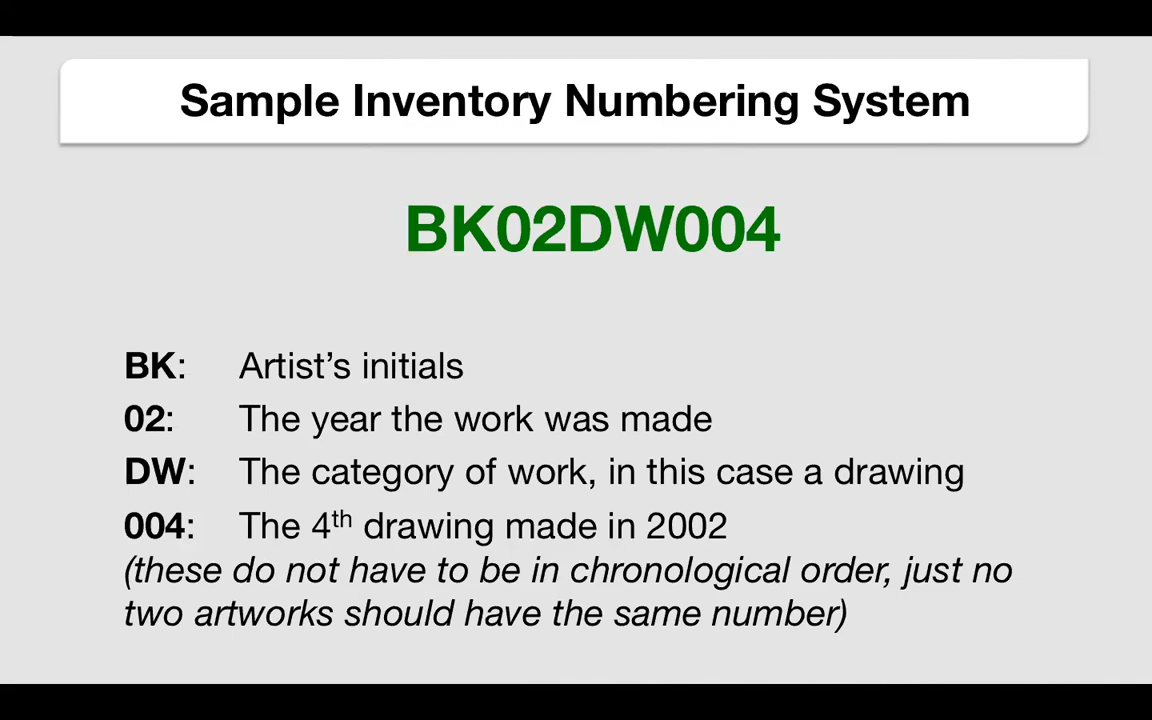 Sample Inventory Numbering System
BK02DW004
BK: Artist’s initials
02: The year the work was made
DW: The category of work, in this case a drawing
004: The 4th drawing made in 2002
(these do not have to be in chronological order, just no
two artworks should have the same number)